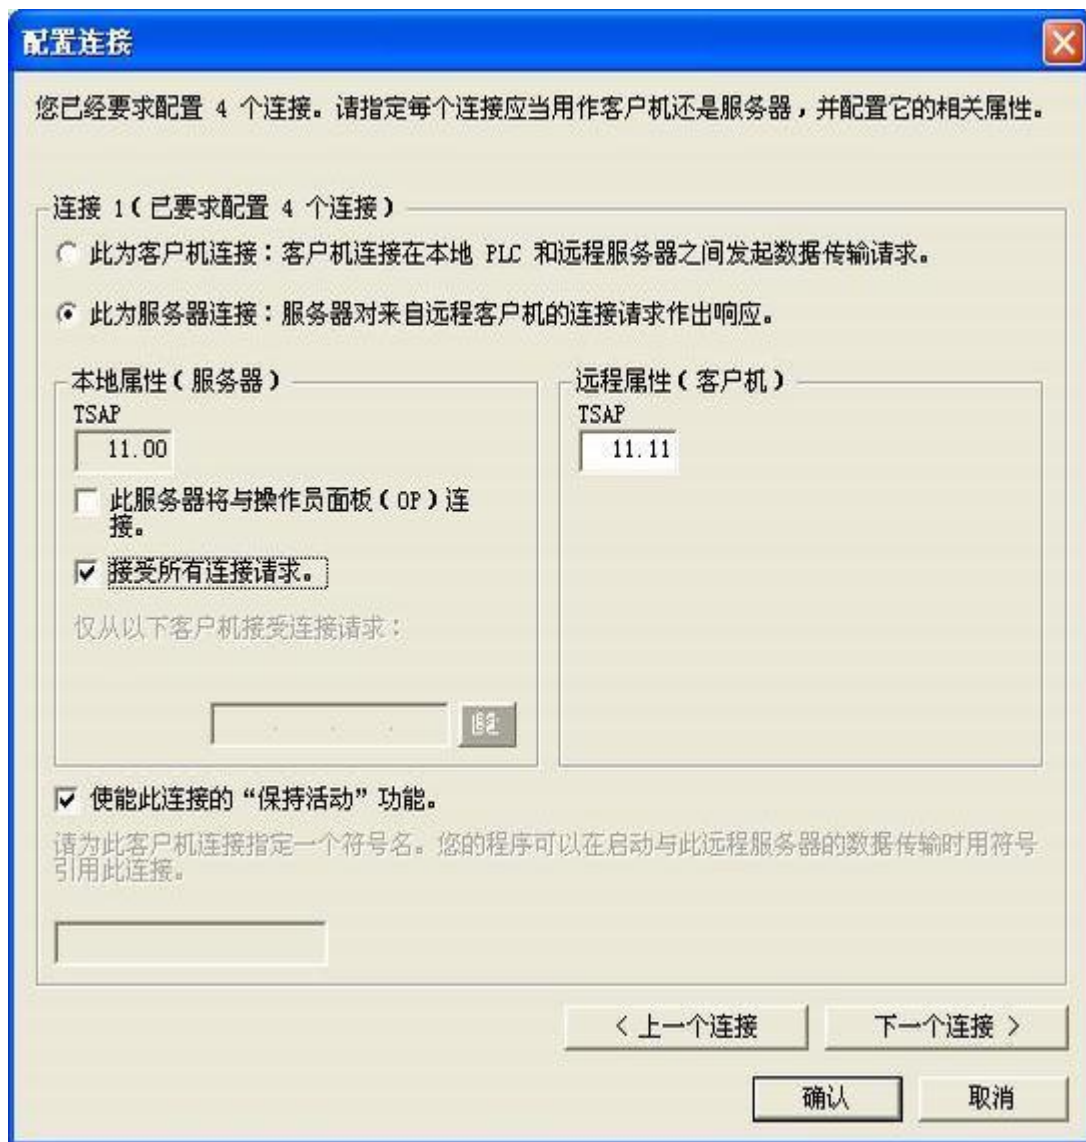 配置连接
您已经要求配置 4 个连接。请指定每个连接应当用作客户机还是服务器，并配置它的相关属性。
连接 1（已要求配置 4 个连接）
此为客户机连接：客户机连接在本地 PLC 和远程服务器之间发起数据传输请求。
此为服务器连接：服务器对来自远程客户机的连接请求作出响应。
本地属性（服务器）
TSAP
11.00
此服务器将与操作员面板（OP）连
接。
接受所有连接请求。
仅从以下客户机接受连接请求：
远程属性（客户机）
TSAP
11.11
使能此连接的“保持活动”功能。
请为此客户机连接指定一个符号名。您的程序可以在启动与此远程服务器的数据传输时用符号
引用此连接。
< 上一个连接
下一个连接 >
确认
取消